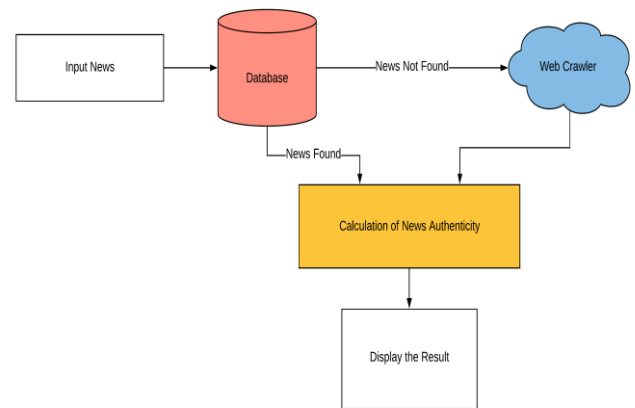 Input News
Database
News Not Found
Web Crawler
News Found
Calculation of News Authenticity
Display the Result